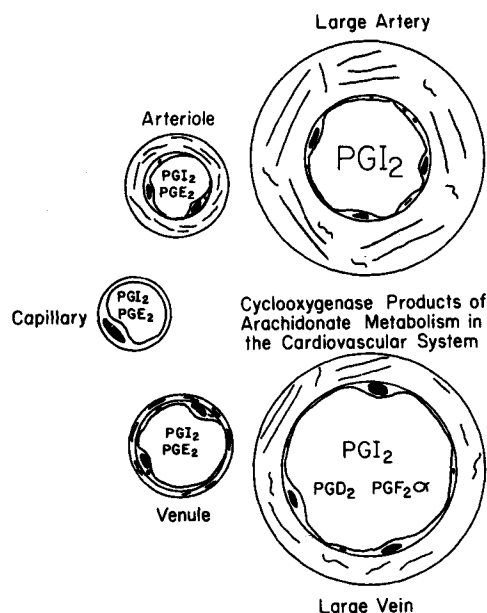 Large Artery
PGI₂
Arteriole
PGI₂
PGE₂
Capillary
PGI₂
PGE₂
Cyclooxygenase Products of
Arachidonate Metabolism in
the Cardiovascular System
Venule
PGI₂
PGE₂
PGI₂
PGD₂ PGF₂α
Large Vein